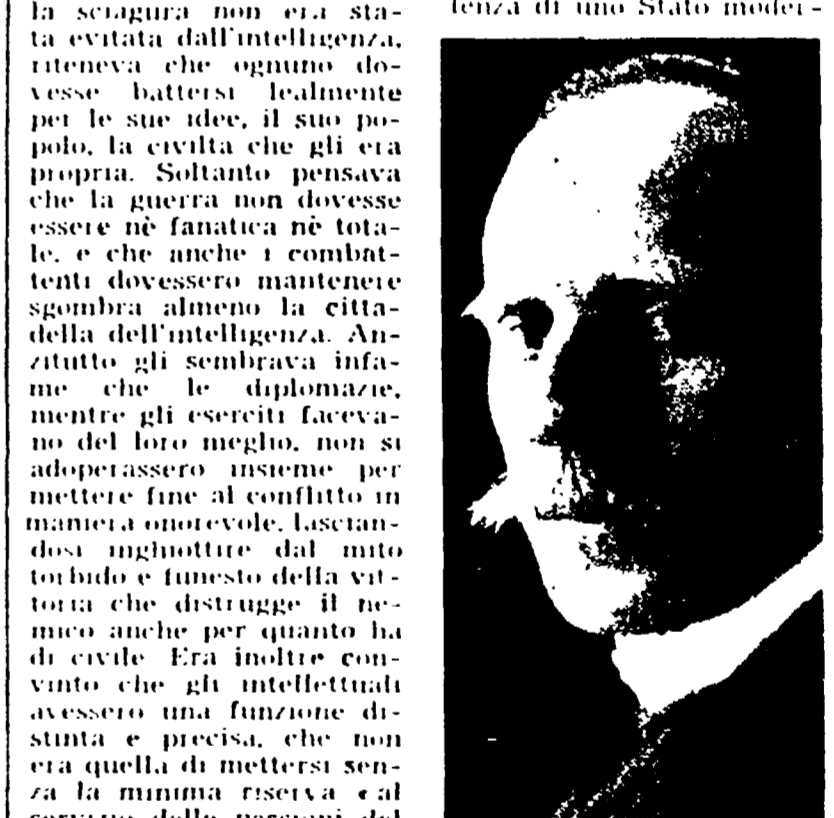 la sciagura non era sta-
ta evitata dall'intelligenza,
riteneva che ognuno do-
vesse battersi lealmente
per le sue idee, il suo po-
polo, la civiltà che gli era
propria. Soltanto pensava
che la guerra non dovesse
essere nè fanatica nè tota-
le, e che anche i combat-
tenti dovessero mantenere
sgombra almeno la citta-
della dell'intelligenza. An-
zitutto gli sembrava infa-
me che le diplomazie,
mentre gli eserciti faceva-
no del loro meglio, non si
adoperassero insieme per
mettere fine al conflitto in
maniera onorevole, lascian-
dosi inghiottire dal mito
torbido e funesto della vit-
toria che distrugge il ne-
mico anche per quanto ha
di civile. Era inoltre con-
vinto che gli intellettuali
avessero una funzione di-
stinta e precisa, che non
era quella di mettersi sen-
za la minima riserva al
servizio delle passioni del
lenza di uno Stato moder-